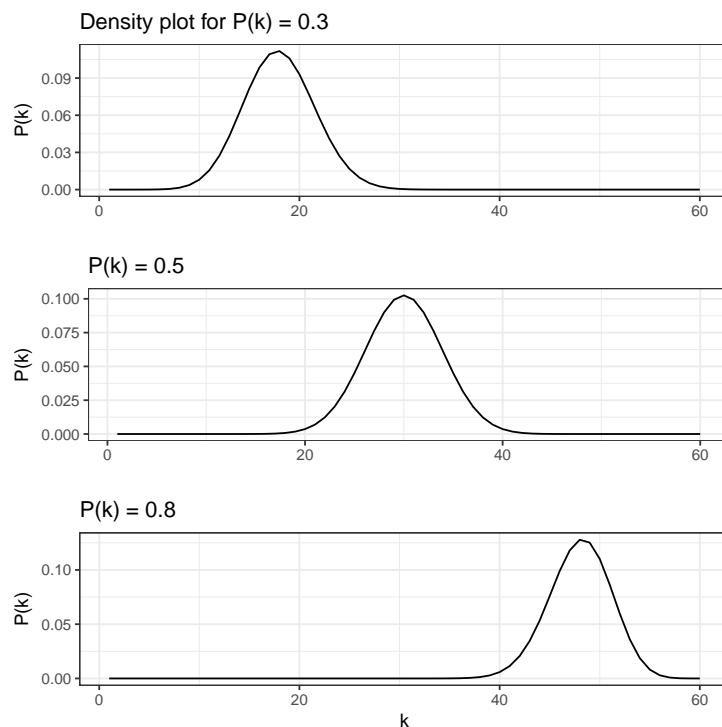 Density plot for P(k) = 0.3
P(k)
0.09
0.06
0.03
0.00
0 20 40 60
P(k) = 0.5
P(k)
0.100
0.075
0.050
0.025
0.000
0 20 40 60
P(k) = 0.8
P(k)
0.10
0.05
0.00
0 20 40 60
k